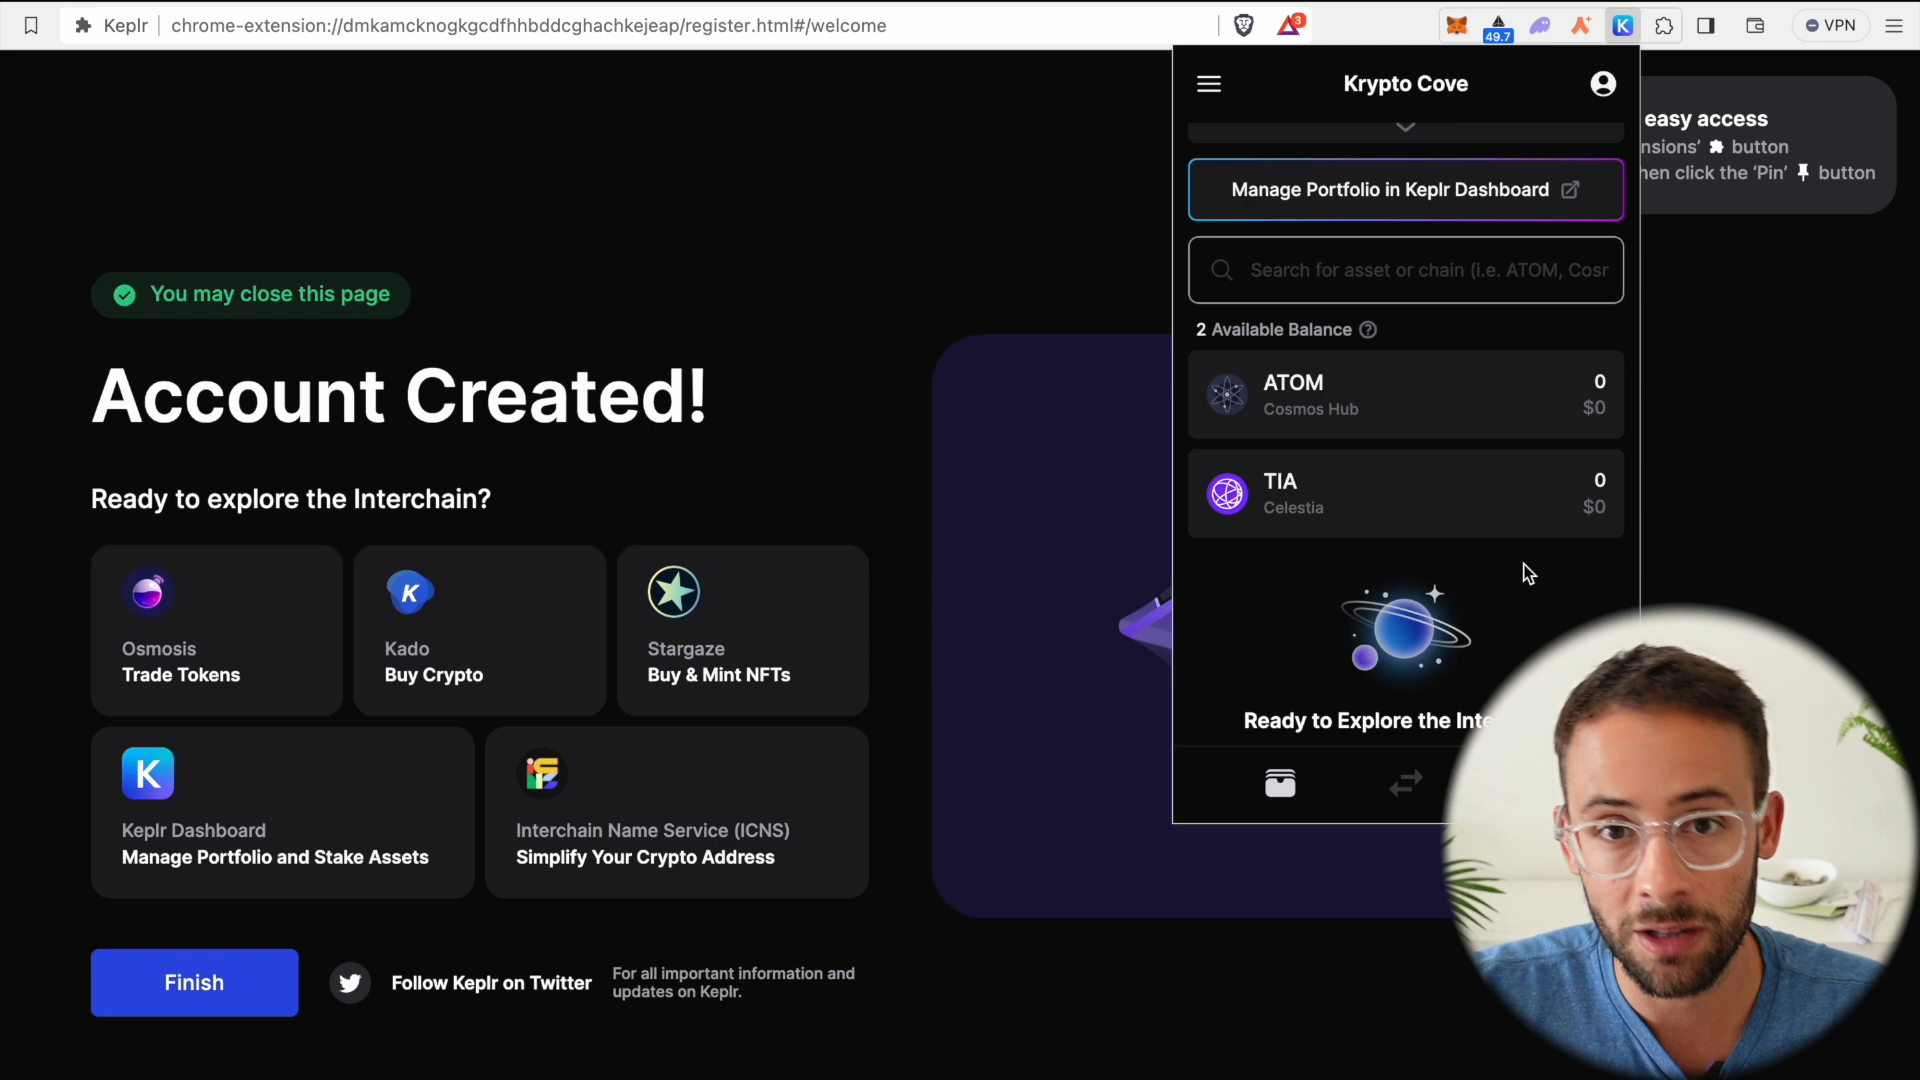 Keplr
chrome-extension://dmkamcknogkgcdfhhbddcghachkejeap/register.html#/welcome
3
49.7
K
VPN
Krypto Cove
easy access
nsions' button
hen click the 'Pin' button
Manage Portfolio in Keplr Dashboard
Search for asset or chain (i.e. ATOM, Cosr
2 Available Balance ?
ATOM
0
Cosmos Hub
$0
TIA
0
Celestia
$0
Ready to Explore the Inte
You may close this page
Account Created!
Ready to explore the Interchain?
Osmosis
Trade Tokens
K
Kado
Buy Crypto
Stargaze
Buy & Mint NFTs
K
Keplr Dashboard
Manage Portfolio and Stake Assets
Interchain Name Service (ICNS)
Simplify Your Crypto Address
Finish
Follow Keplr on Twitter
For all important information and
updates on Keplr.